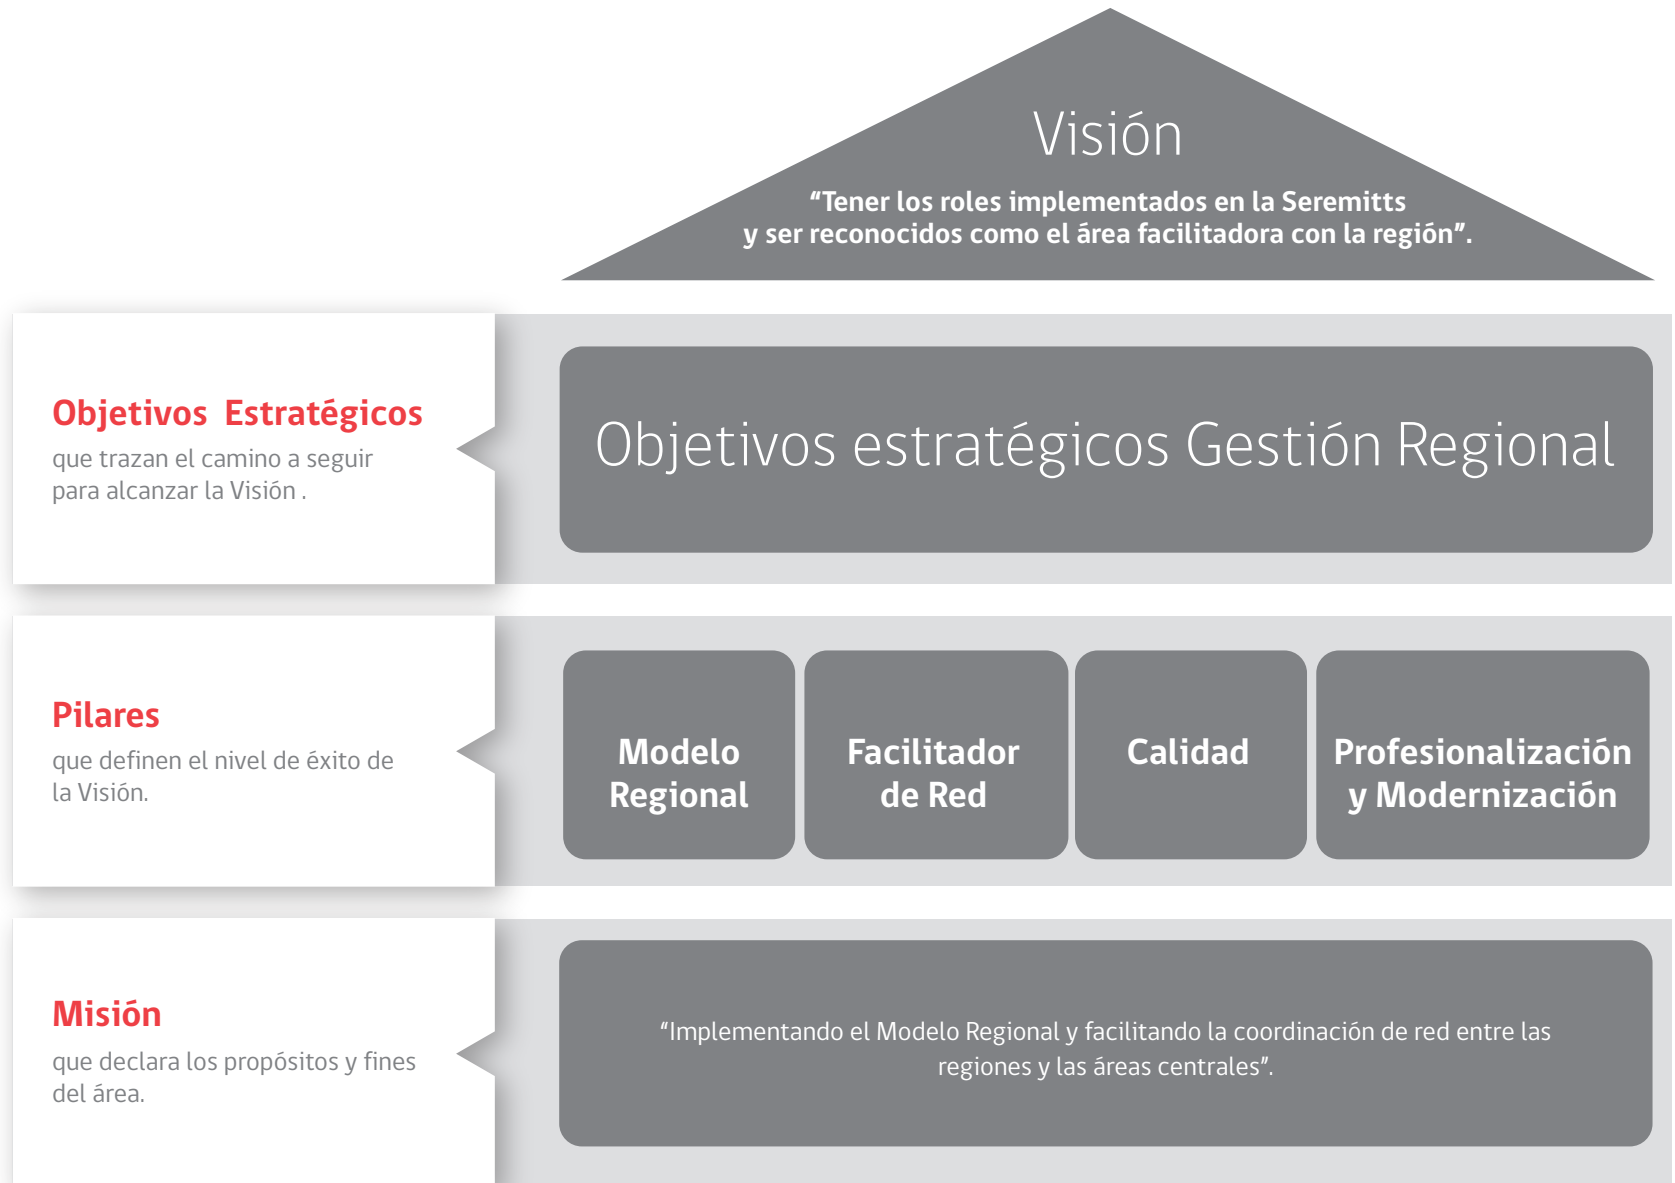 Visión
“Tener los roles implementados en la Seremitts
y ser reconocidos como el área facilitadora con la región”.
Objetivos Estratégicos
que trazan el camino a seguir
para alcanzar la Visión .
Objetivos estratégicos Gestión Regional
Pilares
que definen el nivel de éxito de
la Visión.
Modelo
Regional
Facilitador
de Red
Calidad
Profesionalización
y Modernización
Misión
que declara los propósitos y fines
del área.
“Implementando el Modelo Regional y facilitando la coordinación de red entre las
regiones y las áreas centrales”.